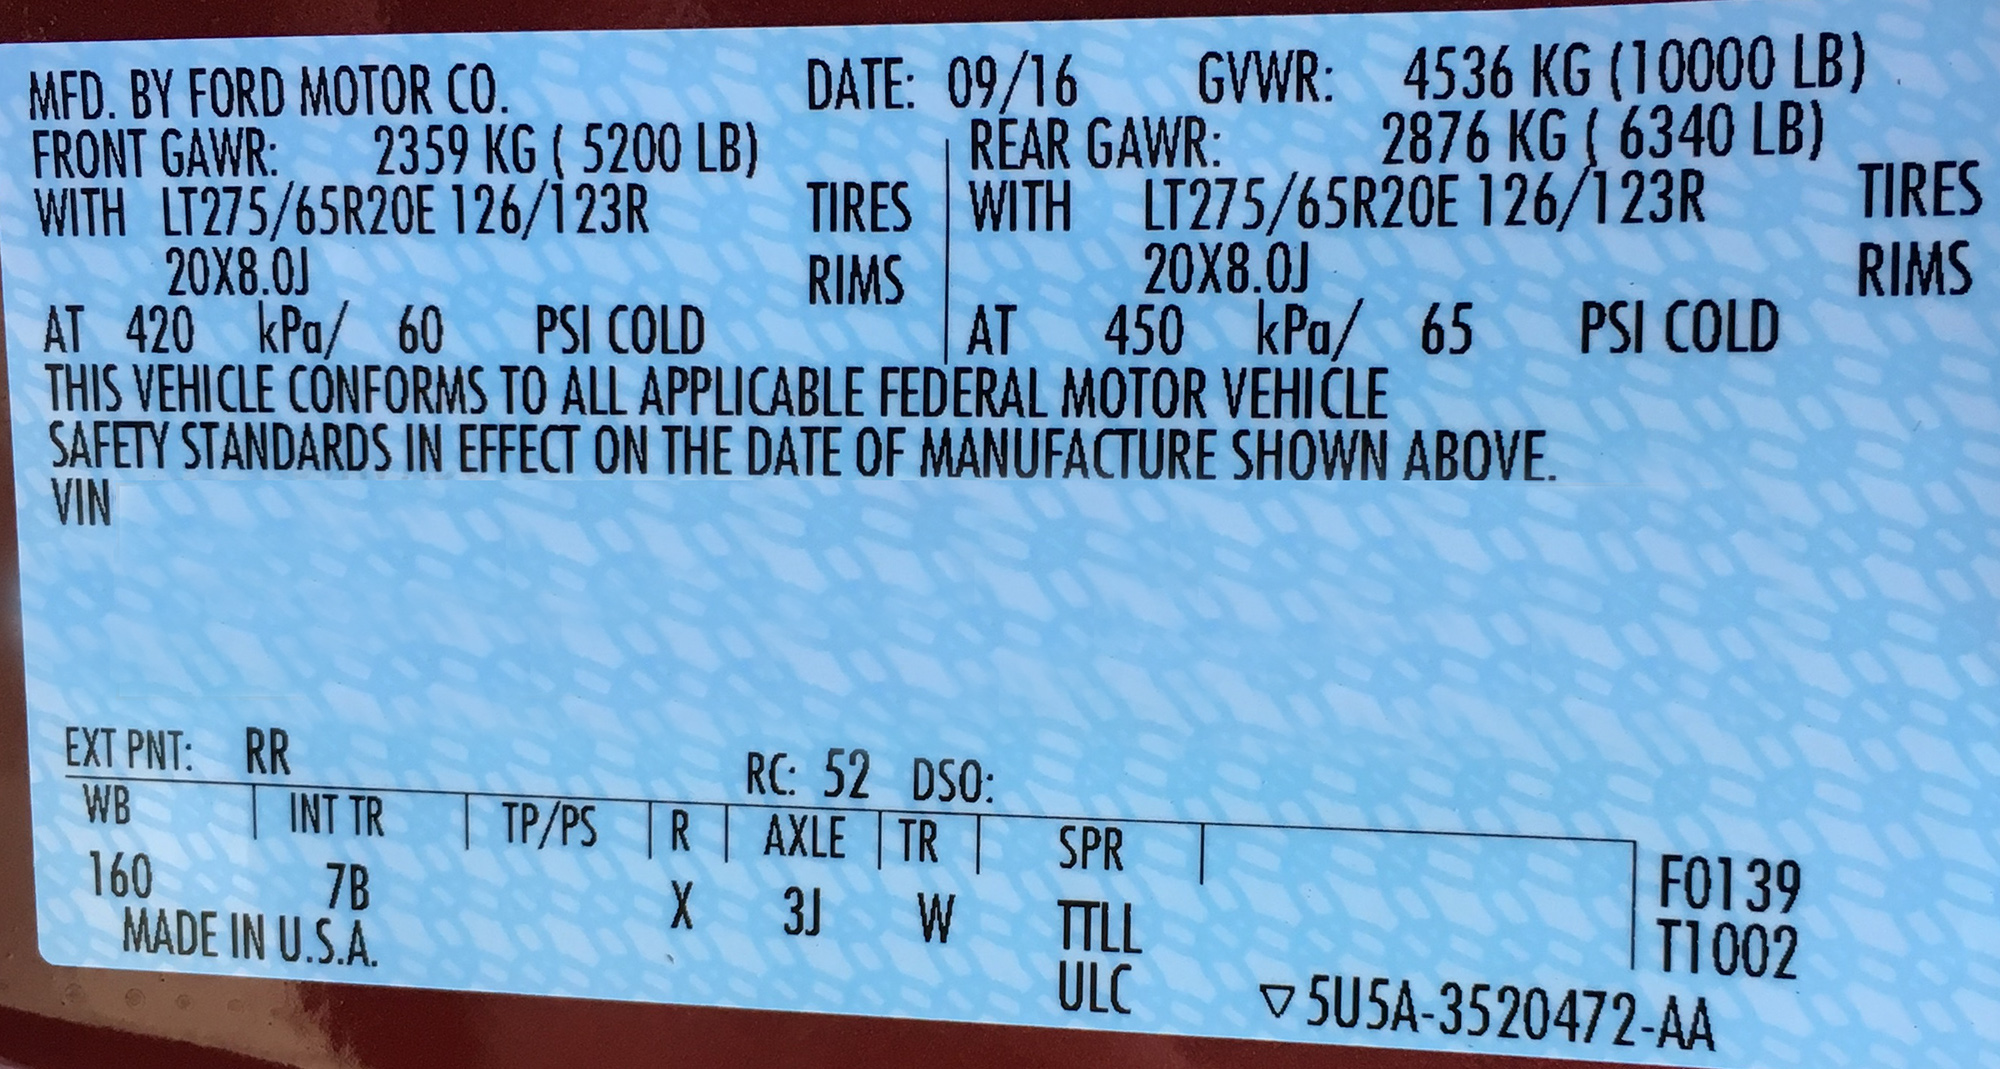 MFD. BY FORD MOTOR CO. DATE: 09/16 GVWR: 4536 KG (10000 LB)
FRONT GAWR: 2359 KG ( 5200 LB) REAR GAWR: 2876 KG ( 6340 LB)
WITH LT275/65R20E 126/123R TIRES WITH LT275/65R20E 126/123R TIRES
20X8.0J RIMS 20X8.0J RIMS
AT 420 kPa/ 60 PSI COLD AT 450 kPa/ 65 PSI COLD
THIS VEHICLE CONFORMS TO ALL APPLICABLE FEDERAL MOTOR VEHICLE
SAFETY STANDARDS IN EFFECT ON THE DATE OF MANUFACTURE SHOWN ABOVE.
VIN
EXT PNT: RR RC: 52 DSO:
WB INT TR TP/PS R AXLE TR SPR
160 7B X 3J W TTLL F0139
MADE IN U.S.A. ULC T1002
▽5U5A-3520472-AA